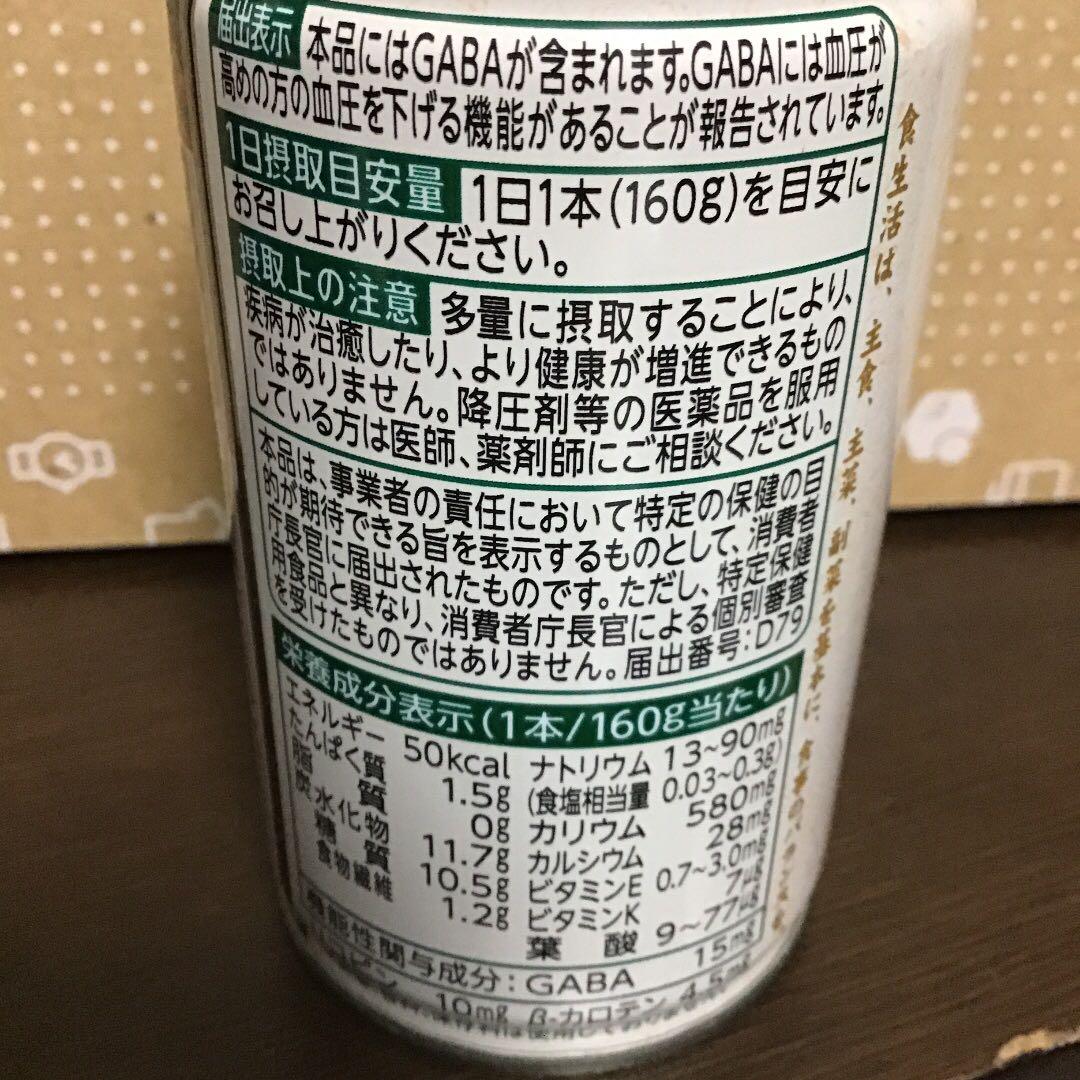 届出表示 本品にはGABAが含まれます。GABAには血圧が
高めの方の血圧を下げる機能があることが報告されています。
1日摂取目安量 1日1本(160g)を目安に
お召し上がりください。
摂取上の注意 多量に摂取することにより、
疾病が治癒したり、より健康が増進できるもの
ではありません。降圧剤等の医薬品を服用
している方は医師、薬剤師にご相談ください。
本品は、事業者の責任において特定の保健の目
的が期待できる旨を表示するものとして、消費者
庁長官に届出されたものです。ただし、特定保健
用食品と異なり、消費者庁長官による個別審査
を受けたものではありません。届出番号:D79
栄養成分表示(1本/160g当たり)
エネルギー 50kcal
たんぱく質 1.5g
脂質 0g
炭水化物 11.7g
糖質 10.5g
食物繊維 1.2g
ナトリウム 13~90mg
(食塩相当量 0.03~0.3g)
カリウム 580mg
カルシウム 28mg
ビタミンE 0.7~3.0mg
ビタミンK 7μg
葉酸 9~77μg
機能性関与成分:GABA 15mg
10mg β-カロテン 4.5mg
食生活は、主食、主菜、副菜を基本に、食事のバランスを